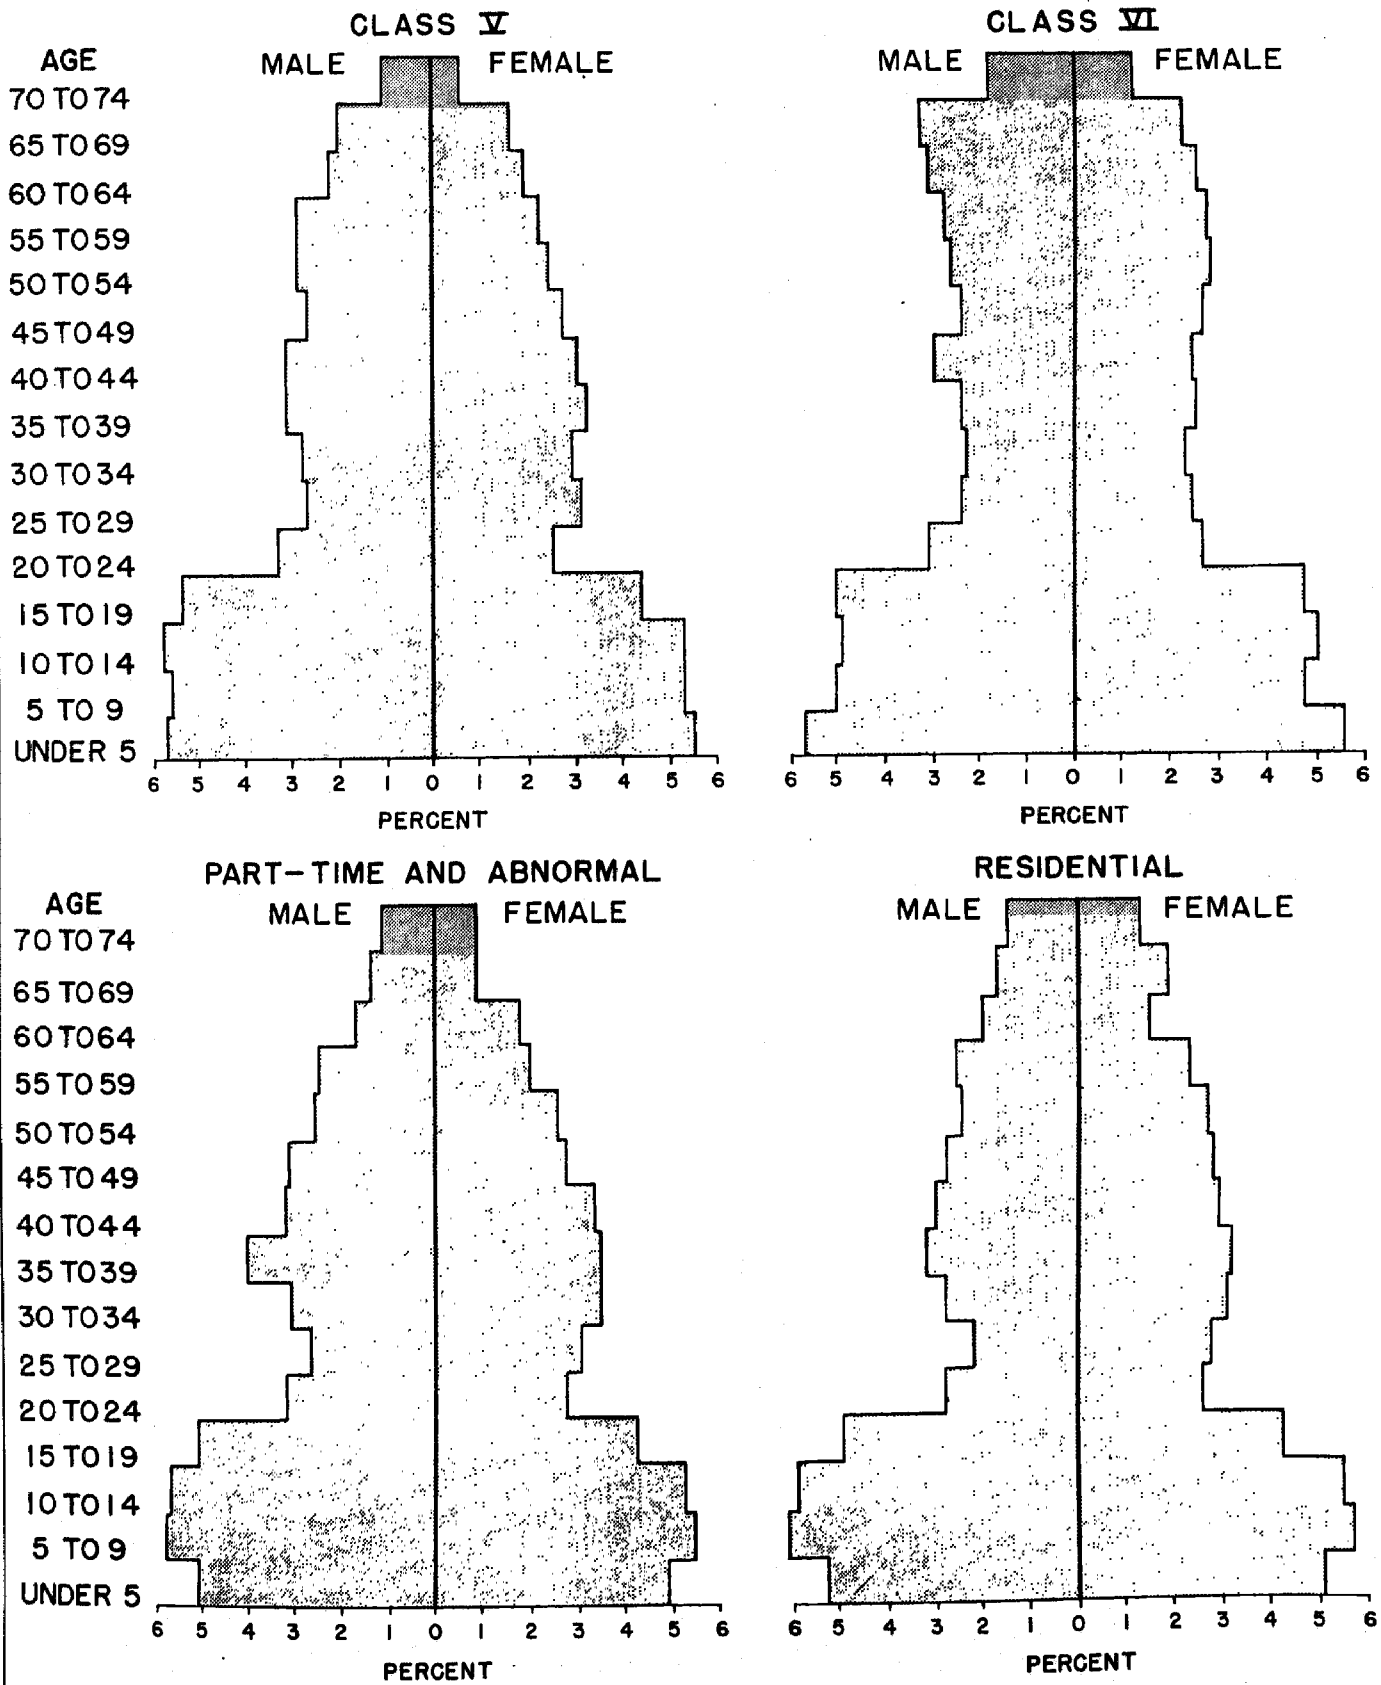 CLASS V
CLASS VI
AGE MALE FEMALE MALE FEMALE
70 TO 74
65 TO 69
60 TO 64
55 TO 59
50 TO 54
45 TO 49
40 TO 44
35 TO 39
30 TO 34
25 TO 29
20 TO 24
15 TO 19
10 TO 14
5 TO 9
UNDER 5
6 5 4 3 2 1 0 1 2 3 4 5 6
6 5 4 3 2 1 0 1 2 3 4 5 6
PERCENT
PERCENT
PART-TIME AND ABNORMAL
RESIDENTIAL
AGE MALE FEMALE MALE FEMALE
70 TO 74
65 TO 69
60 TO 64
55 TO 59
50 TO 54
45 TO 49
40 TO 44
35 TO 39
30 TO 34
25 TO 29
20 TO 24
15 TO 19
10 TO 14
5 TO 9
UNDER 5
6 5 4 3 2 1 0 1 2 3 4 5 6
6 5 4 3 2 1 0 1 2 3 4 5 6
PERCENT
PERCENT